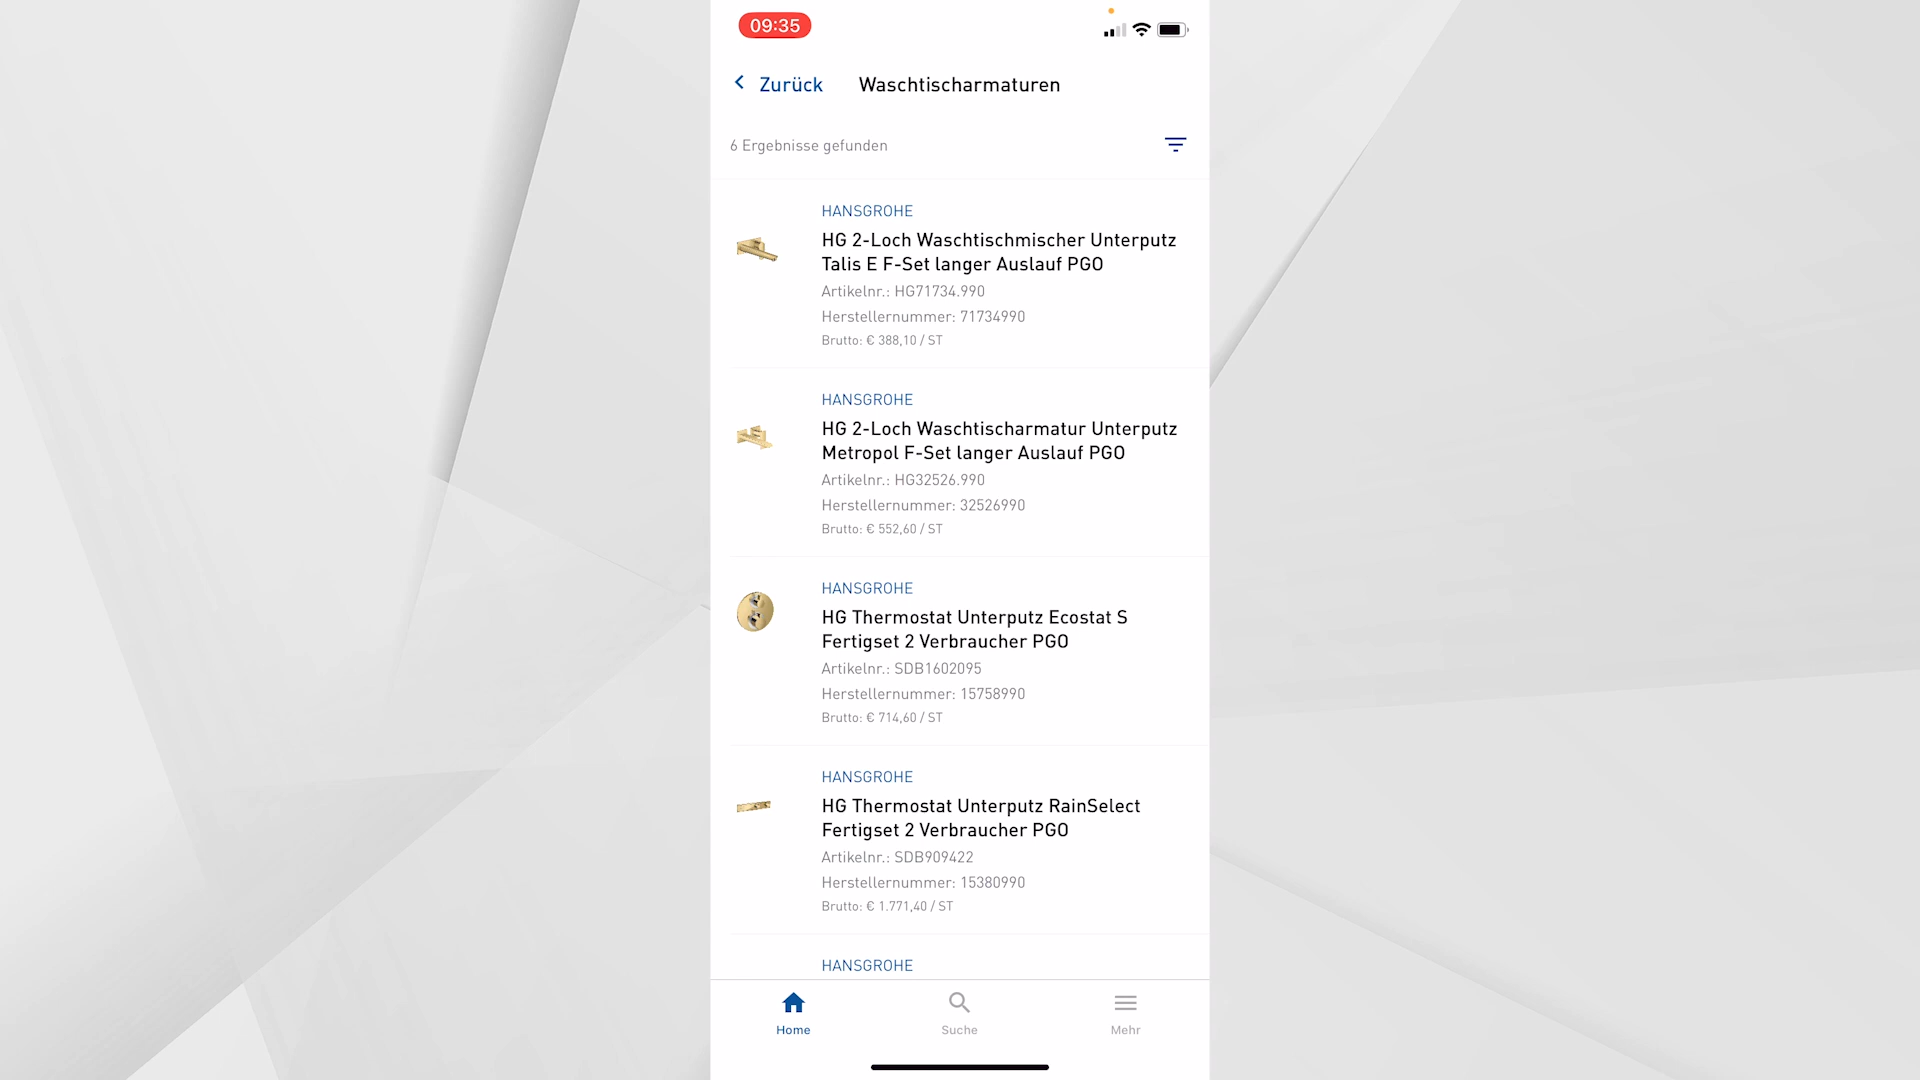 09:35
Zurück
Waschtischarmaturen
6 Ergebnisse gefunden
HANSGROHE
HG 2-Loch Waschtischmischer Unterputz
Talis E F-Set langer Auslauf PGO
Artikelnr.: HG71734.990
Herstellernummer: 71734990
Brutto: € 388,10 / ST
HANSGROHE
HG 2-Loch Waschtischarmatur Unterputz
Metropol F-Set langer Auslauf PGO
Artikelnr.: HG32526.990
Herstellernummer: 32526990
Brutto: € 552,60 / ST
HANSGROHE
HG Thermostat Unterputz Ecostat S
Fertigset 2 Verbraucher PGO
Artikelnr.: SDB1602095
Herstellernummer: 15758990
Brutto: € 714,60 / ST
HANSGROHE
HG Thermostat Unterputz RainSelect
Fertigset 2 Verbraucher PGO
Artikelnr.: SDB909422
Herstellernummer: 15380990
Brutto: € 1.771,40 / ST
HANSGROHE
Home
Suche
Mehr